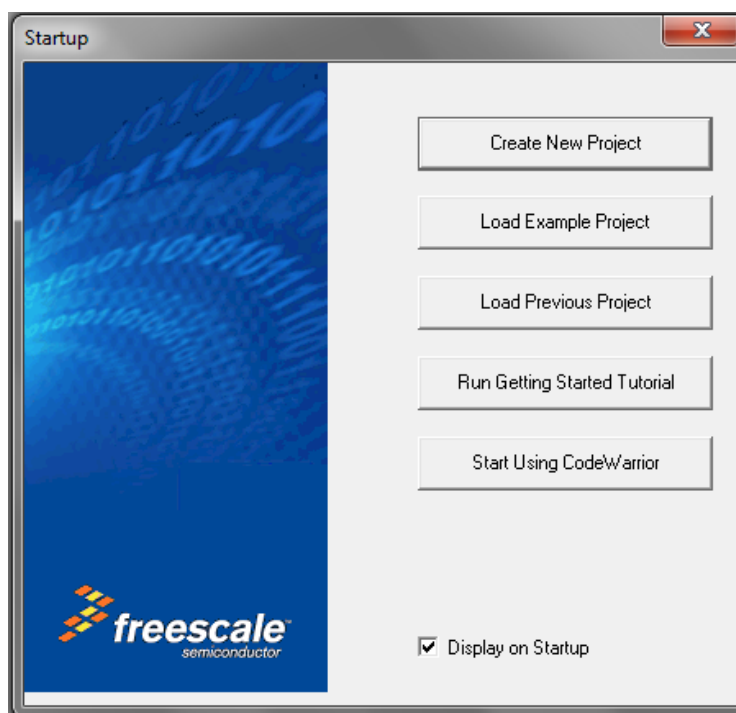 Startup
Create New Project
Load Example Project
Load Previous Project
Run Getting Started Tutorial
Start Using CodeWarrior
freescale™
semiconductor
Display on Startup